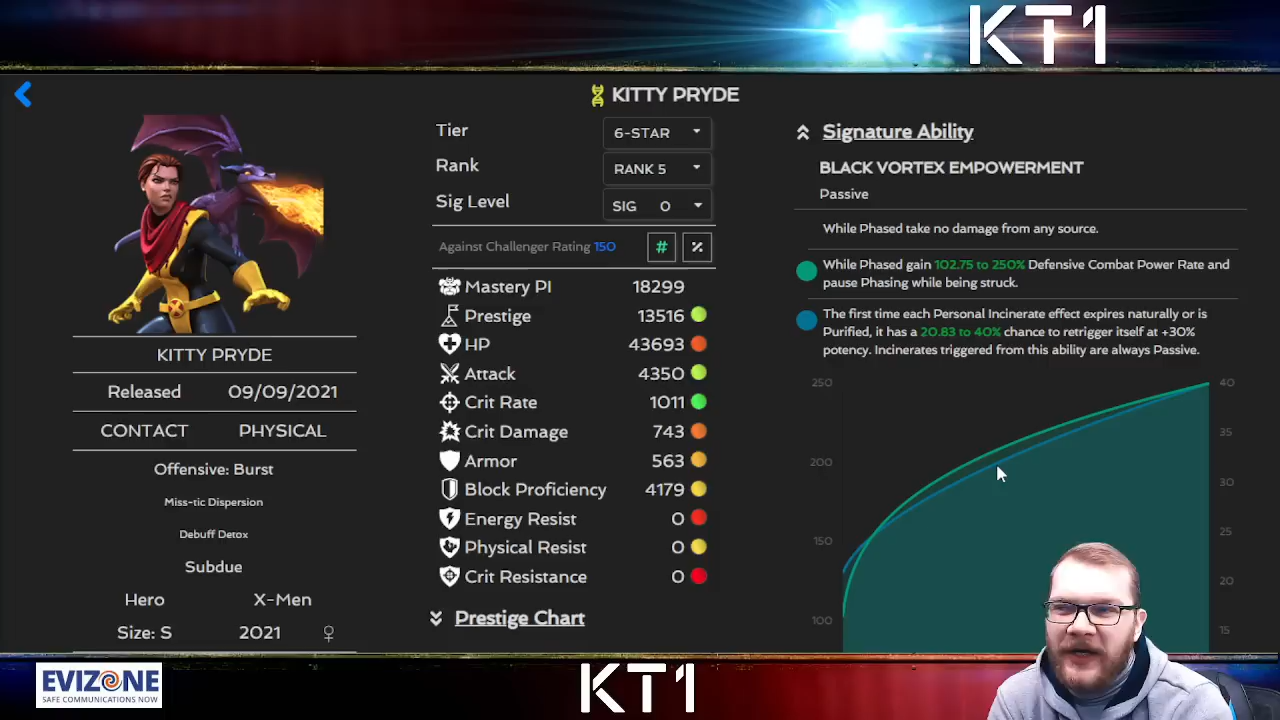 KT1
KITTY PRYDE
Tier 6-STAR
Rank RANK 5
Sig Level SIG 0
Against Challenger Rating 150 # %
Mastery PI 18299
Prestige 13516
HP 43693
Attack 4350
Crit Rate 1011
Crit Damage 743
Armor 563
Block Proficiency 4179
Energy Resist 0
Physical Resist 0
Crit Resistance 0
Prestige Chart
KITTY PRYDE
Released 09/09/2021
CONTACT PHYSICAL
Offensive: Burst
Miss-tic Dispersion
Debuff Detox
Subdue
Hero X-Men
Size: S 2021 ♀
Signature Ability
BLACK VORTEX EMPOWERMENT
Passive
While Phased take no damage from any source.
While Phased gain 102.75 to 250% Defensive Combat Power Rate and
pause Phasing while being struck.
The first time each Personal Incinerate effect expires naturally or is
Purified, it has a 20.83 to 40% chance to retrigger itself at +30%
potency. Incinerates triggered from this ability are always Passive.
250 40
35
200
30
25
150
20
100
15
EVIZONE
SAFE COMMUNICATIONS NOW
KT1